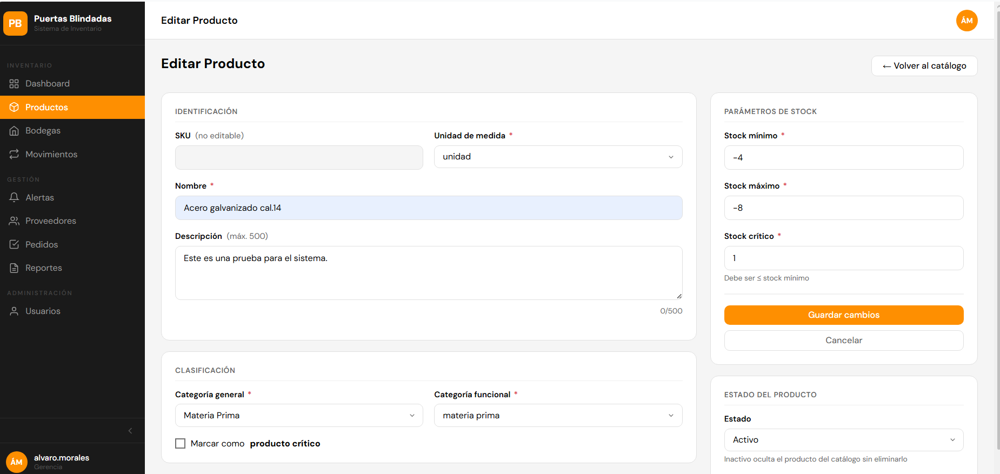 PB
Puertas Blindadas
Sistema de Inventario
INVENTARIO
Dashboard
Productos
Bodegas
Movimientos
GESTIÓN
Alertas
Proveedores
Pedidos
Reportes
ADMINISTRACIÓN
Usuarios
ÁM
alvaro.morales
Gerencia
Editar Producto
ÁM
Editar Producto
← Volver al catálogo
IDENTIFICACIÓN
SKU (no editable)
Unidad de medida *
unidad
Nombre *
Acero galvanizado cal.14
Descripción (máx. 500)
Este es una prueba para el sistema.
0/500
CLASIFICACIÓN
Categoría general *
Materia Prima
Categoría funcional *
materia prima
Marcar como producto crítico
PARÁMETROS DE STOCK
Stock mínimo *
-4
Stock máximo *
-8
Stock crítico *
1
Debe ser ≤ stock mínimo
Guardar cambios
Cancelar
ESTADO DEL PRODUCTO
Estado
Activo
Inactivo oculta el producto del catálogo sin eliminarlo